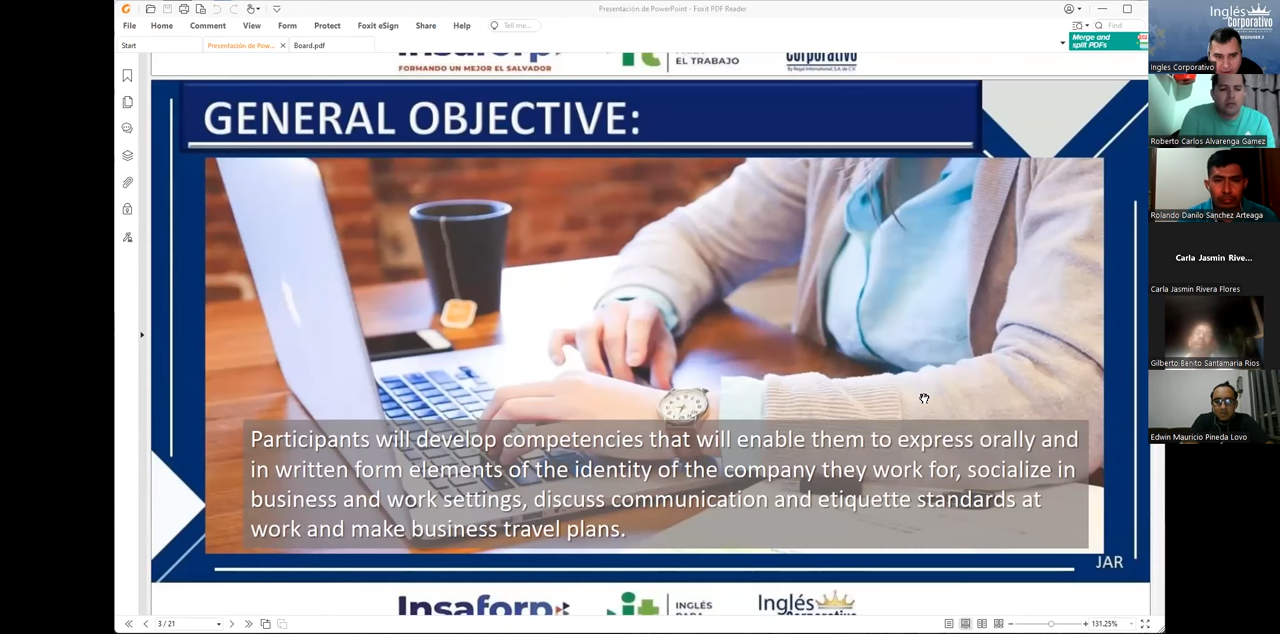 Presentación de PowerPoint - Foxit PDF Reader
File Home Comment View Form Protect Foxit eSign Share Help Tell me... Find
Start Presentación de Pow... Board.pdf
Merge and
split PDFs
Insaforp
FORMANDO UN MEJOR EL SALVADOR
EL TRABAJO
Corporativo
GENERAL OBJECTIVE:
Participants will develop competencies that will enable them to express orally and
in written form elements of the identity of the company they work for, socialize in
business and work settings, discuss communication and etiquette standards at
work and make business travel plans.
JAR
Insaforp
INGLÉS
Inglés
3 / 21
131.25%
Inglés
Corporativo
Ingles Corporativo
Roberto Carlos Alvarenga Gamez
Rolando Danilo Sanchez Arteaga
Carla Jasmin Rive...
Carla Jasmin Rivera Flores
Gilberto Benito Santamaria Rios
Edwin Mauricio Pineda Lovo